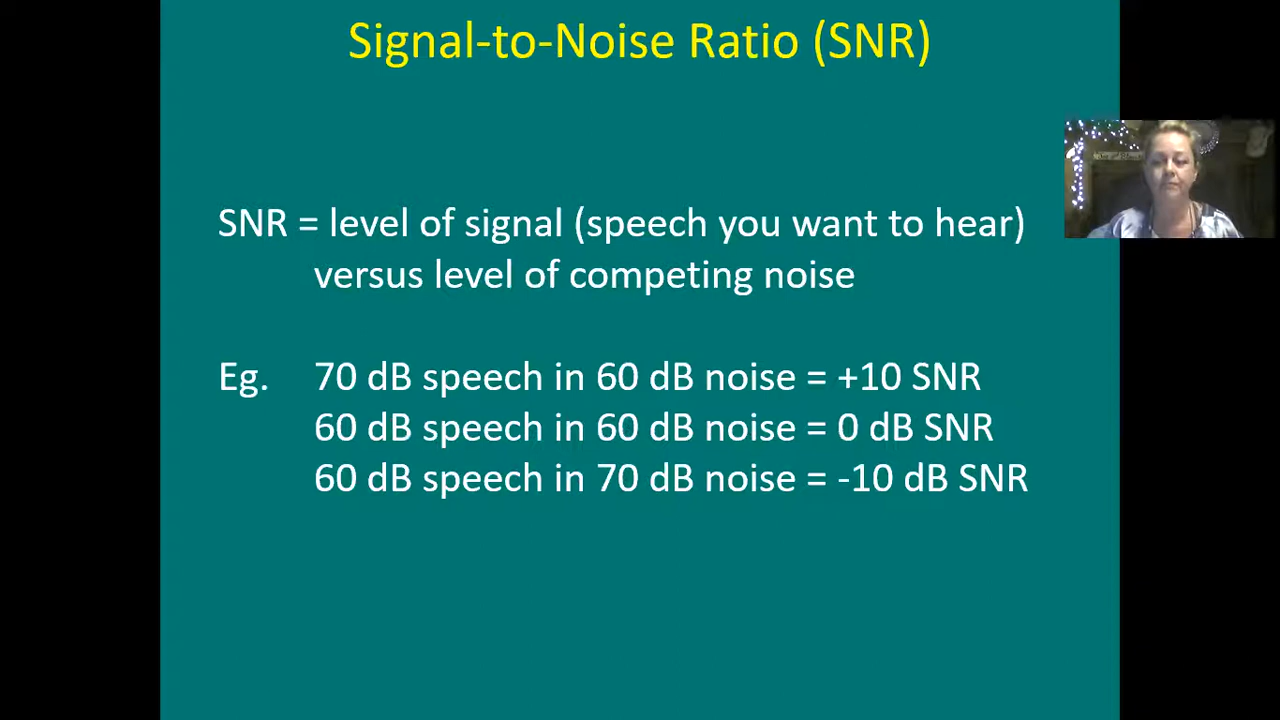 Signal-to-Noise Ratio (SNR)
SNR = level of signal (speech you want to hear)
versus level of competing noise
Eg. 70 dB speech in 60 dB noise = +10 SNR
60 dB speech in 60 dB noise = 0 dB SNR
60 dB speech in 70 dB noise = -10 dB SNR